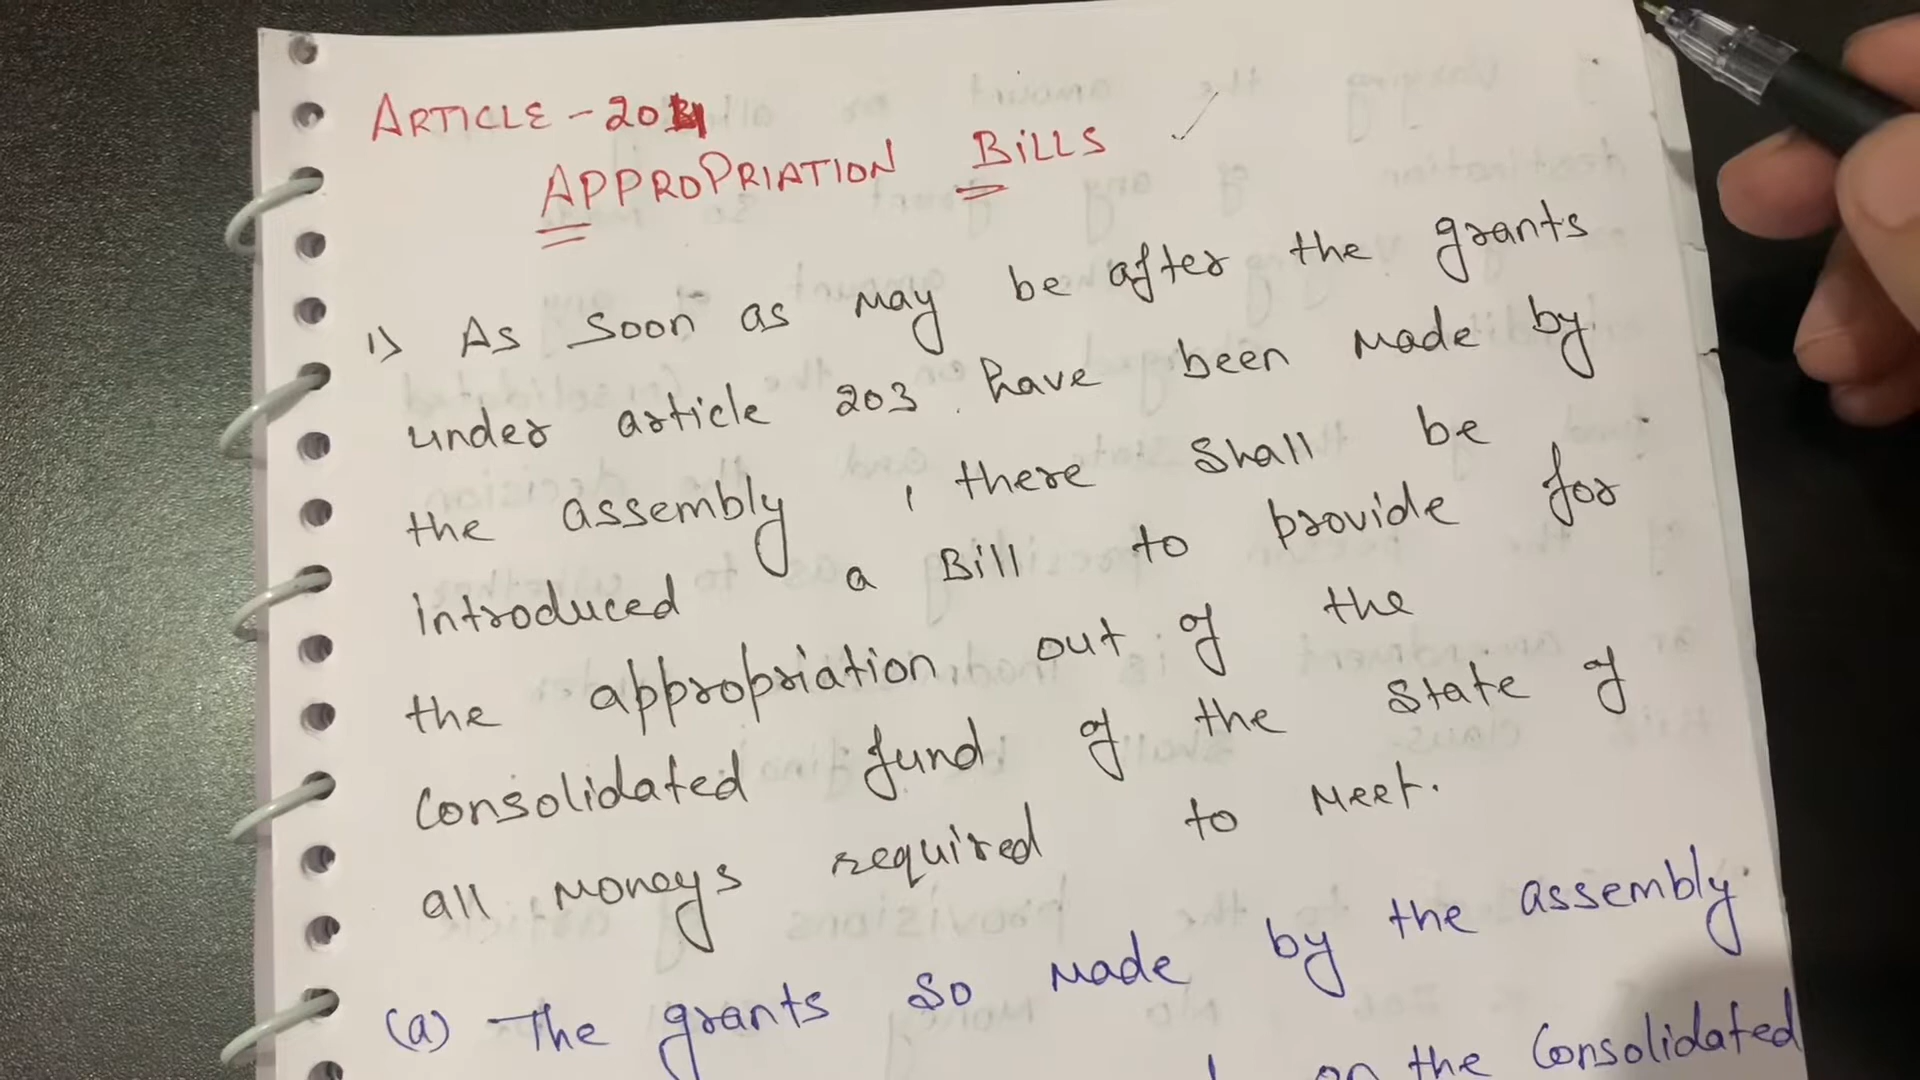 ARTICLE - 204
APPROPRIATION BILLS
1) As soon as may be after the grants
under article 203 have been made by
the assembly , there shall be
introduced a Bill to provide for
the appropriation out of the
consolidated fund of the state of
all moneys required to meet.
(a) The grants so made by the assembly
on the Consolidated